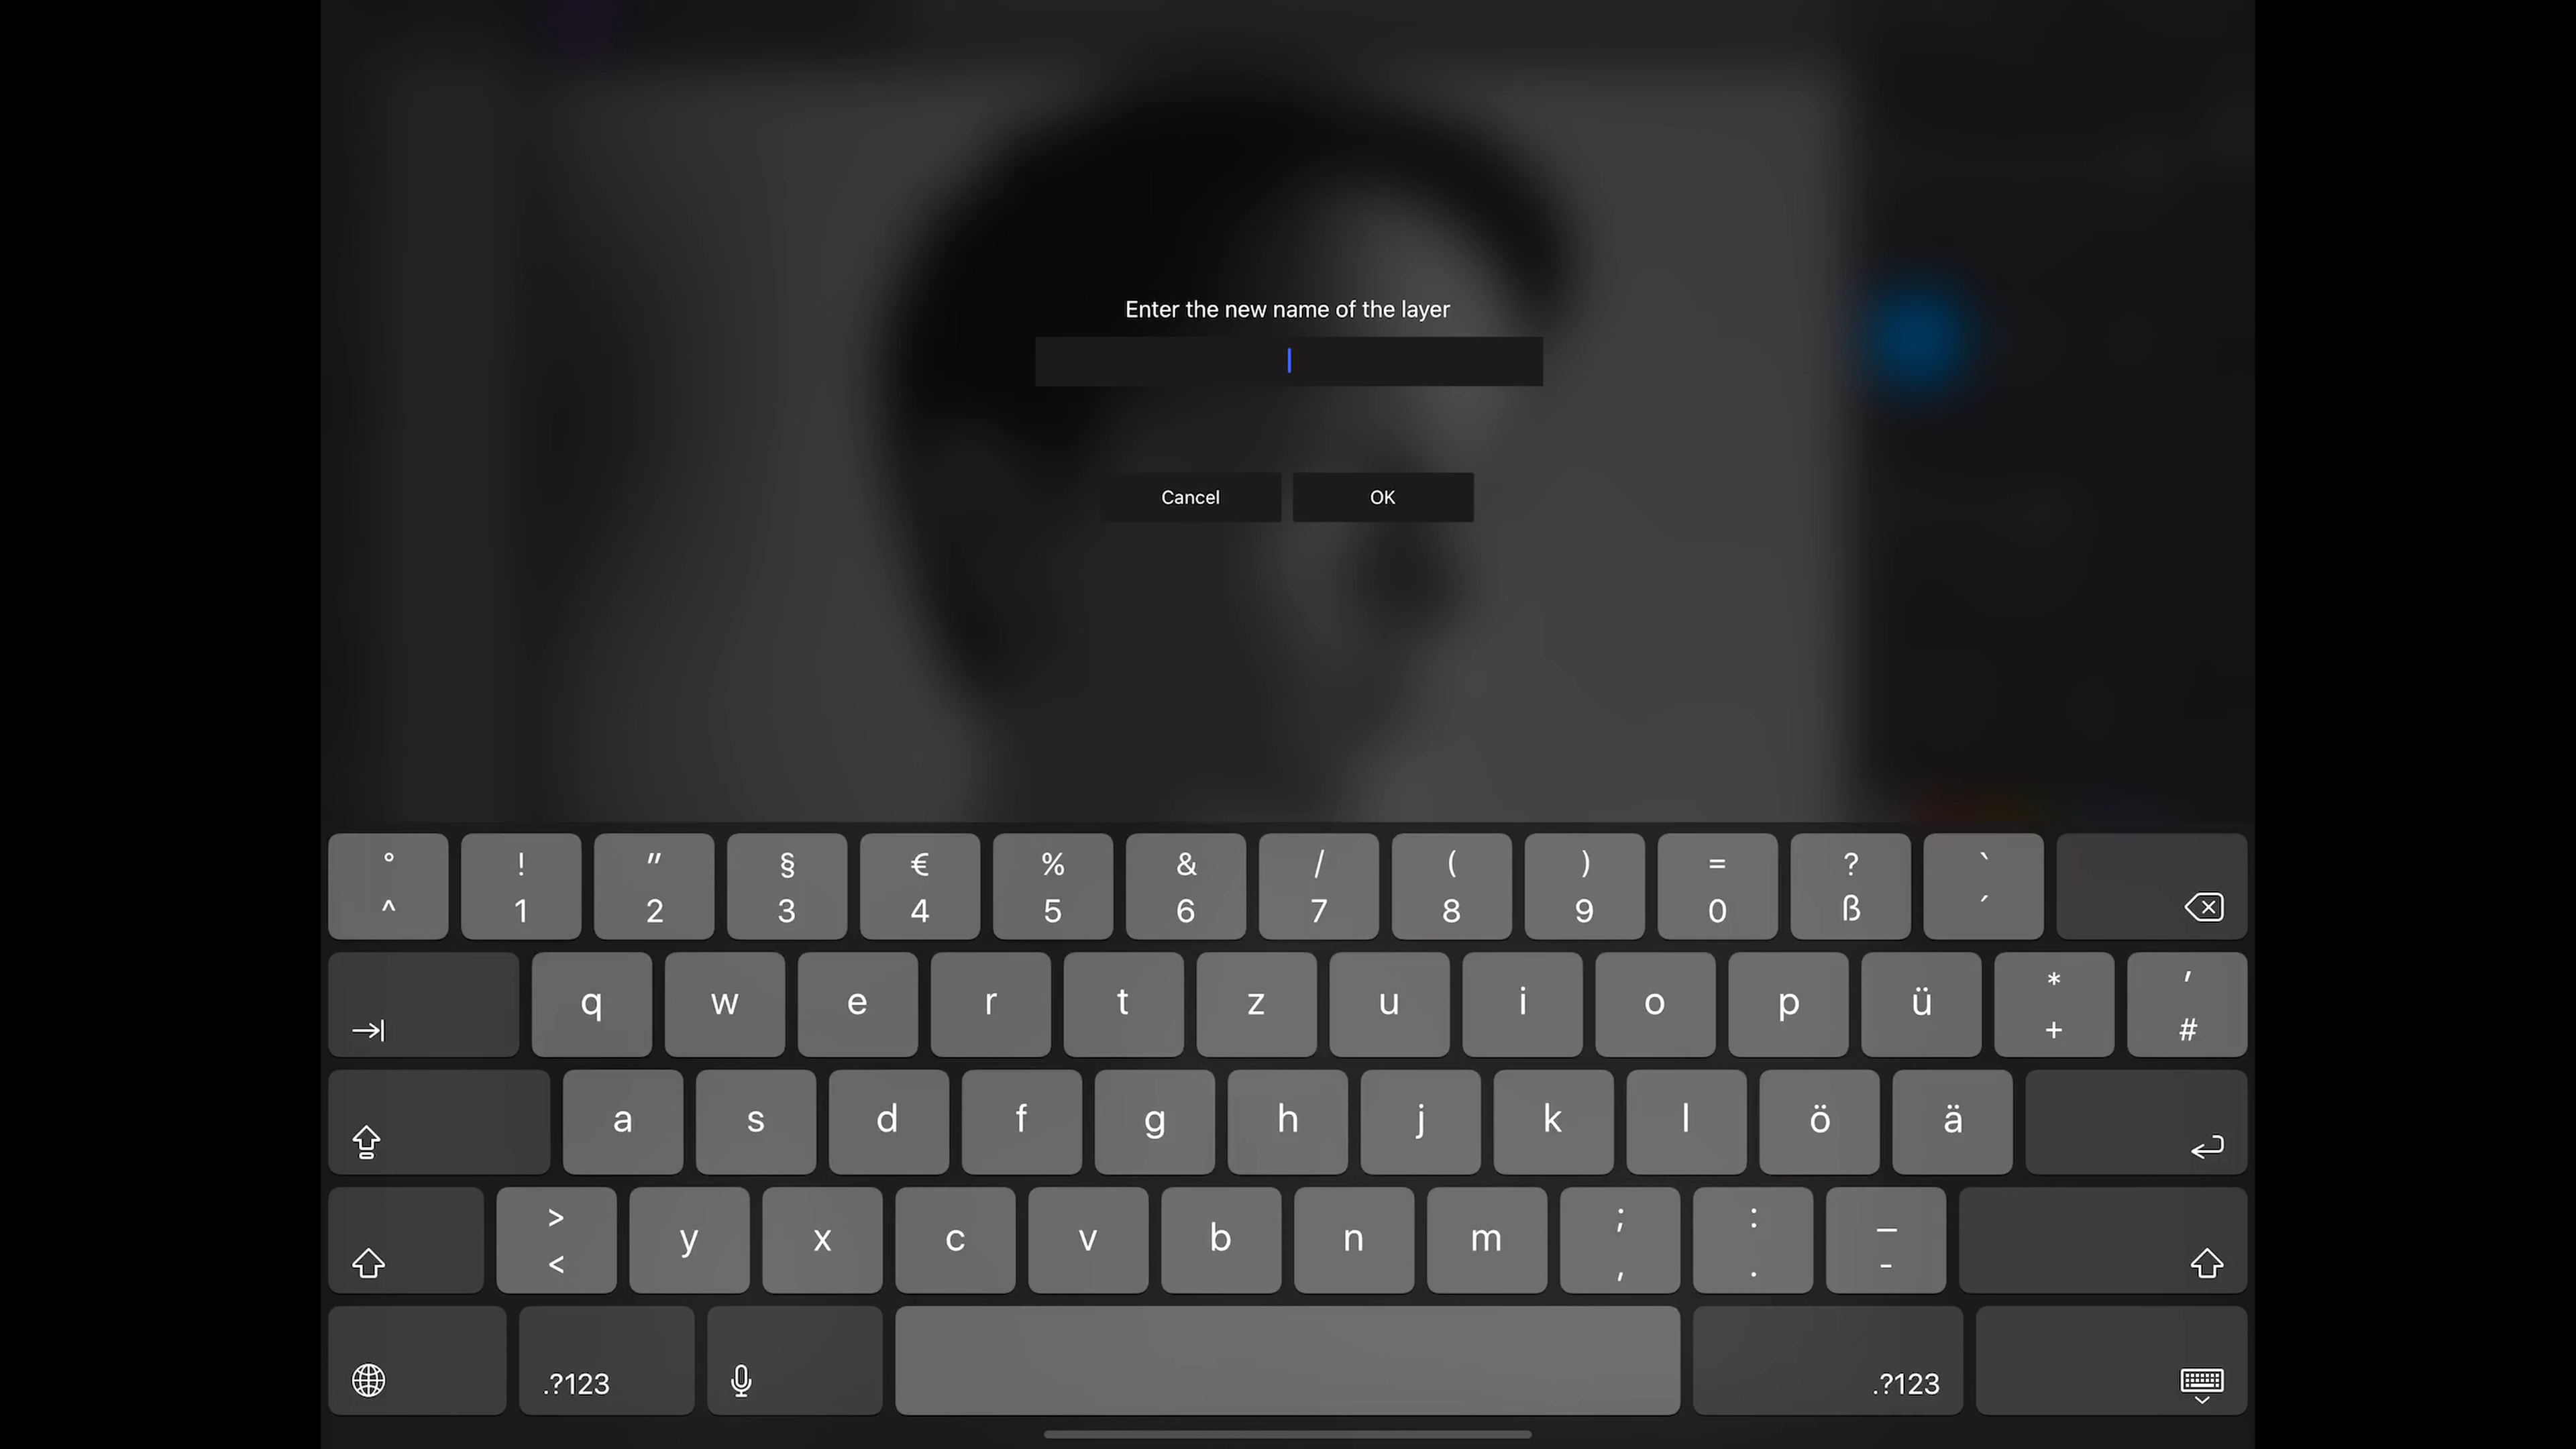 Enter the new name of the layer
Cancel OK
° ! " § € % & / ( ) = ? `
^ 1 2 3 4 5 6 7 8 9 0 ß ´
q w e r t z u i o p ü * +  ' #
a s d f g h j k l ö ä
> < y x c v b n m ; , : . _ -
.?123 .?123